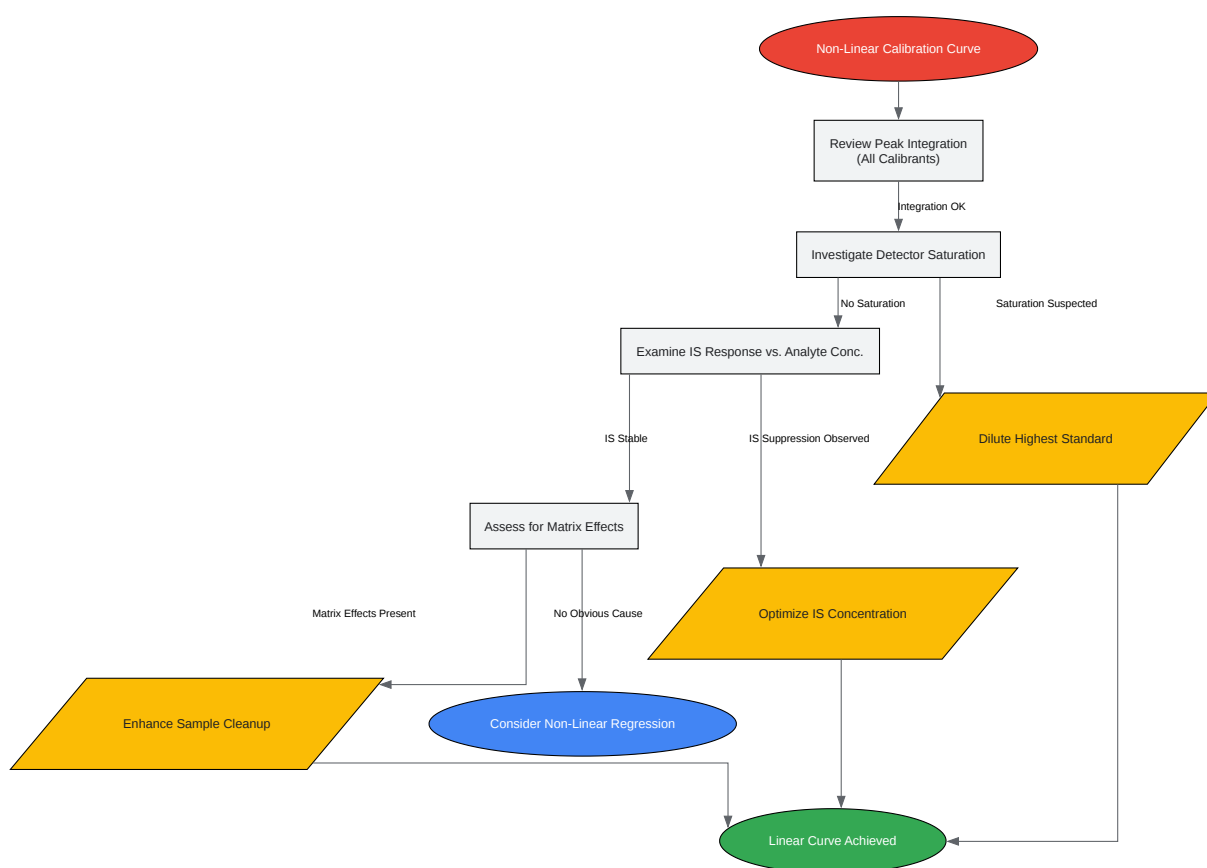 Non-Linear Calibration Curve
Review Peak Integration
(All Calibrants)
Integration OK
Investigate Detector Saturation
No Saturation
Saturation Suspected
Examine IS Response vs. Analyte Conc.
IS Stable
IS Suppression Observed
Dilute Highest Standard
Assess for Matrix Effects
Matrix Effects Present
No Obvious Cause
Optimize IS Concentration
Enhance Sample Cleanup
Consider Non-Linear Regression
Linear Curve Achieved